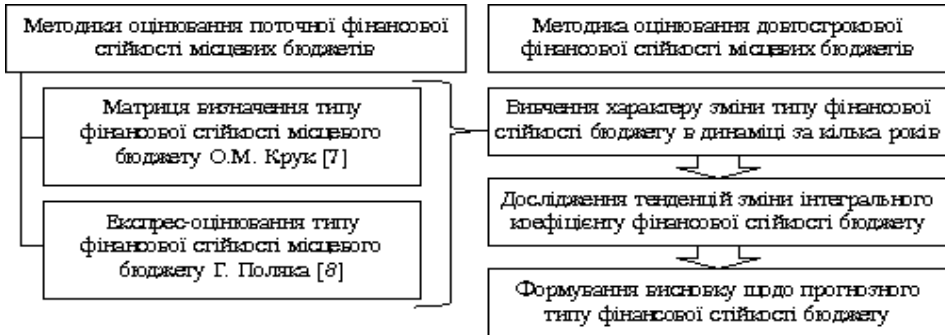 Методики оцінювання поточної фінансової
стійкості місцевих бюджетів
Матриця визначення типу
фінансової стійкості місцевого
бюджету О.М. Крук [7]
Експрес-оцінювання типу
фінансової стійкості місцевого
бюджету Г. Поляка [8]
Методика оцінювання довтострокової
фінансової стійкості місцевих бюджетів
Вивчення характеру зміни типу фінансової
стійкості бюджету в динаміці за кілька років
Дослідження тенденцій зміни інтегрального
коефіцієнту фінансової стійкості бюджету
Формування висновку щодо прогнозного
типу фінансової стійкості бюджету